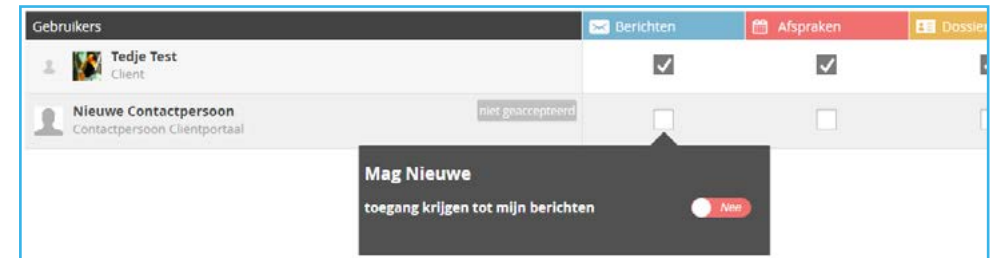 Gebruikers Berichten Afspraken Dossier
Tedje Test
Client
Nieuwe Contactpersoon niet geaccepteerd
Contactpersoon Clientportaal
Mag Nieuwe
toegang krijgen tot mijn berichten Nee